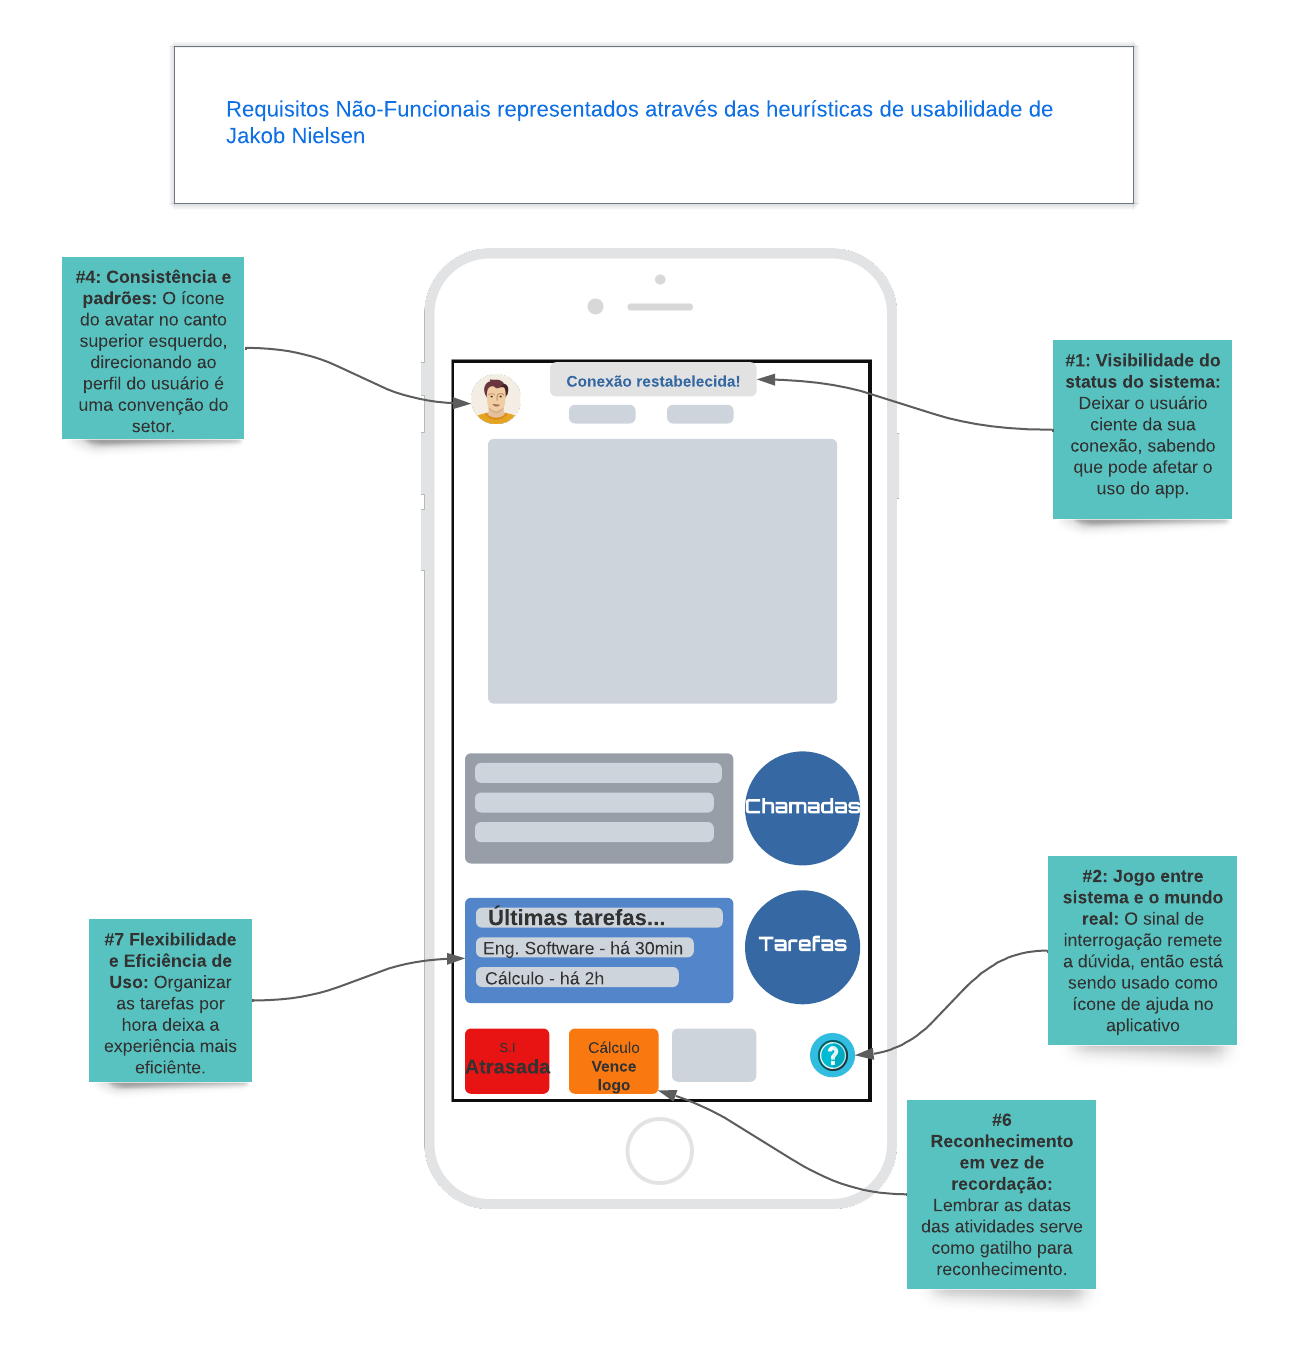 Requisitos Não-Funcionais representados através das heurísticas de usabilidade de
Jakob Nielsen
#4: Consistência e
padrões: O ícone
do avatar no canto
superior esquerdo,
direcionando ao
perfil do usuário é
uma convenção do
setor.
Conexão restabelecida!
#1: Visibilidade do
status do sistema:
Deixar o usuário
ciente da sua
conexão, sabendo
que pode afetar o
uso do app.
Chamadas
#7 Flexibilidade
e Eficiência de
Uso: Organizar
as tarefas por
hora deixa a
experiência mais
eficiênte.
Últimas tarefas...
Eng. Software - há 30min
Cálculo - há 2h
Tarefas
#2: Jogo entre
sistema e o mundo
real: O sinal de
interrogação remete
a dúvida, então está
sendo usado como
ícone de ajuda no
aplicativo
S.I
Atrasada
Cálculo
Vence
logo
?
#6
Reconhecimento
em vez de
recordação:
Lembrar as datas
das atividades serve
como gatilho para
reconhecimento.